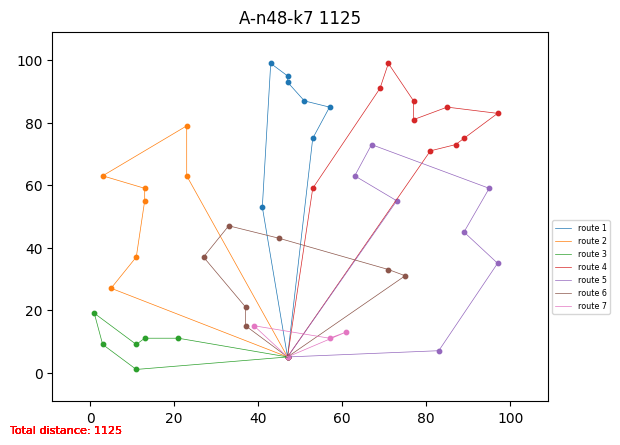 A-n48-k7 1125
100
80
60
40
20
0
0 20 40 60 80 100
route 1
route 2
route 3
route 4
route 5
route 6
route 7
Total distance: 1125